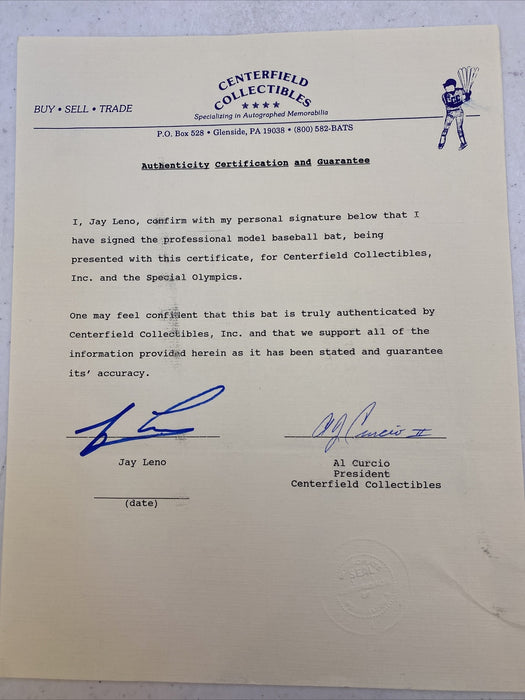 CENTERFIELD
COLLECTIBLES
BUY • SELL • TRADE
★ ★ ★ ★
Specializing in Autographed Memorabilia
P.O. Box 528 • Glenside, PA 19038 • (800) 582-BATS
Authenticity Certification and Guarantee
I, Jay Leno, confirm with my personal signature below that I
have signed the professional model baseball bat, being
presented with this certificate, for Centerfield Collectibles,
Inc. and the Special Olympics.
One may feel confident that this bat is truly authenticated by
Centerfield Collectibles, Inc. and that we support all of the
information provided herein as it has been stated and guarantee
its' accuracy.
Al Curcio II
Jay Leno
Al Curcio
President
Centerfield Collectibles
(date)
SEAL